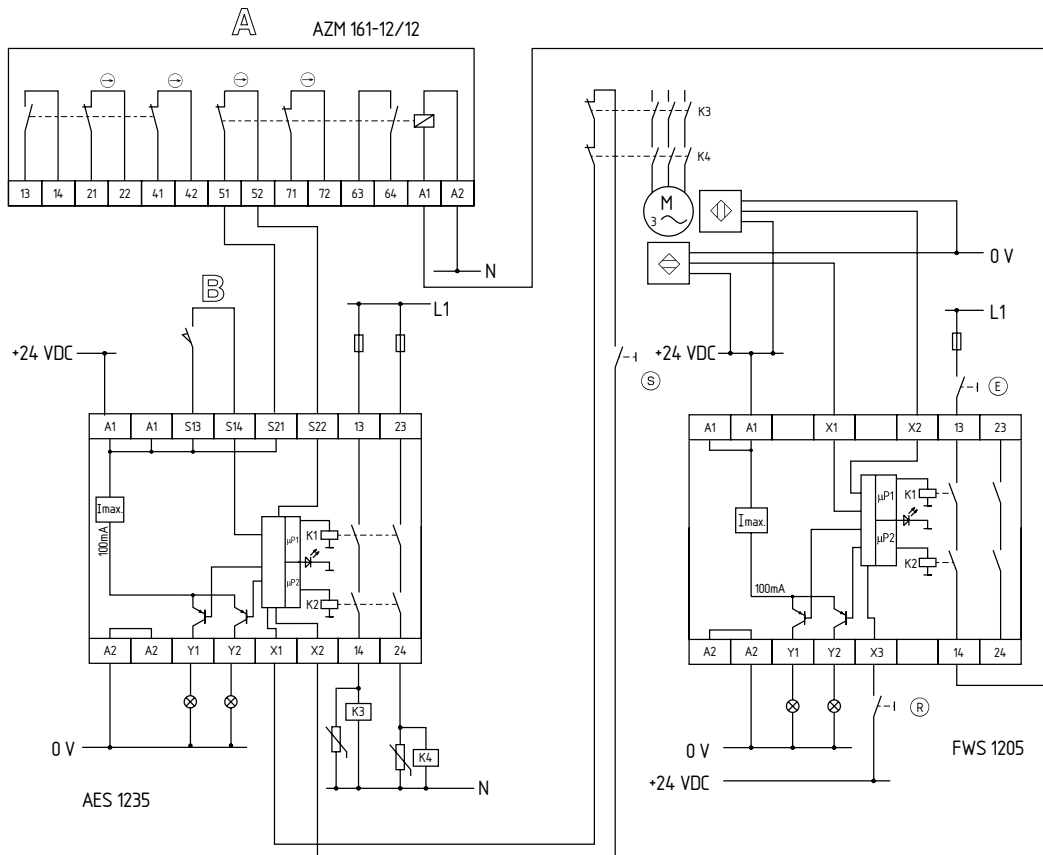 A AZM 161-12/12
13 14 21 22 41 42 51 52 71 72 63 64 A1 A2
K3
K4
M
3
N
0 V
B
L1
L1
+24 VDC
+24 VDC
S
E
A1 A1 S13 S14 S21 S22 13 23
A1 A1 X1 X2 13 23
Imax.
100mA
µP1
µP2
K1
K2
Imax.
100mA
µP1
µP2
K1
K2
A2 A2 Y1 Y2 X1 X2 14 24
A2 A2 Y1 Y2 X3 14 24
K3
K4
R
0 V
N
0 V
+24 VDC
FWS 1205
AES 1235